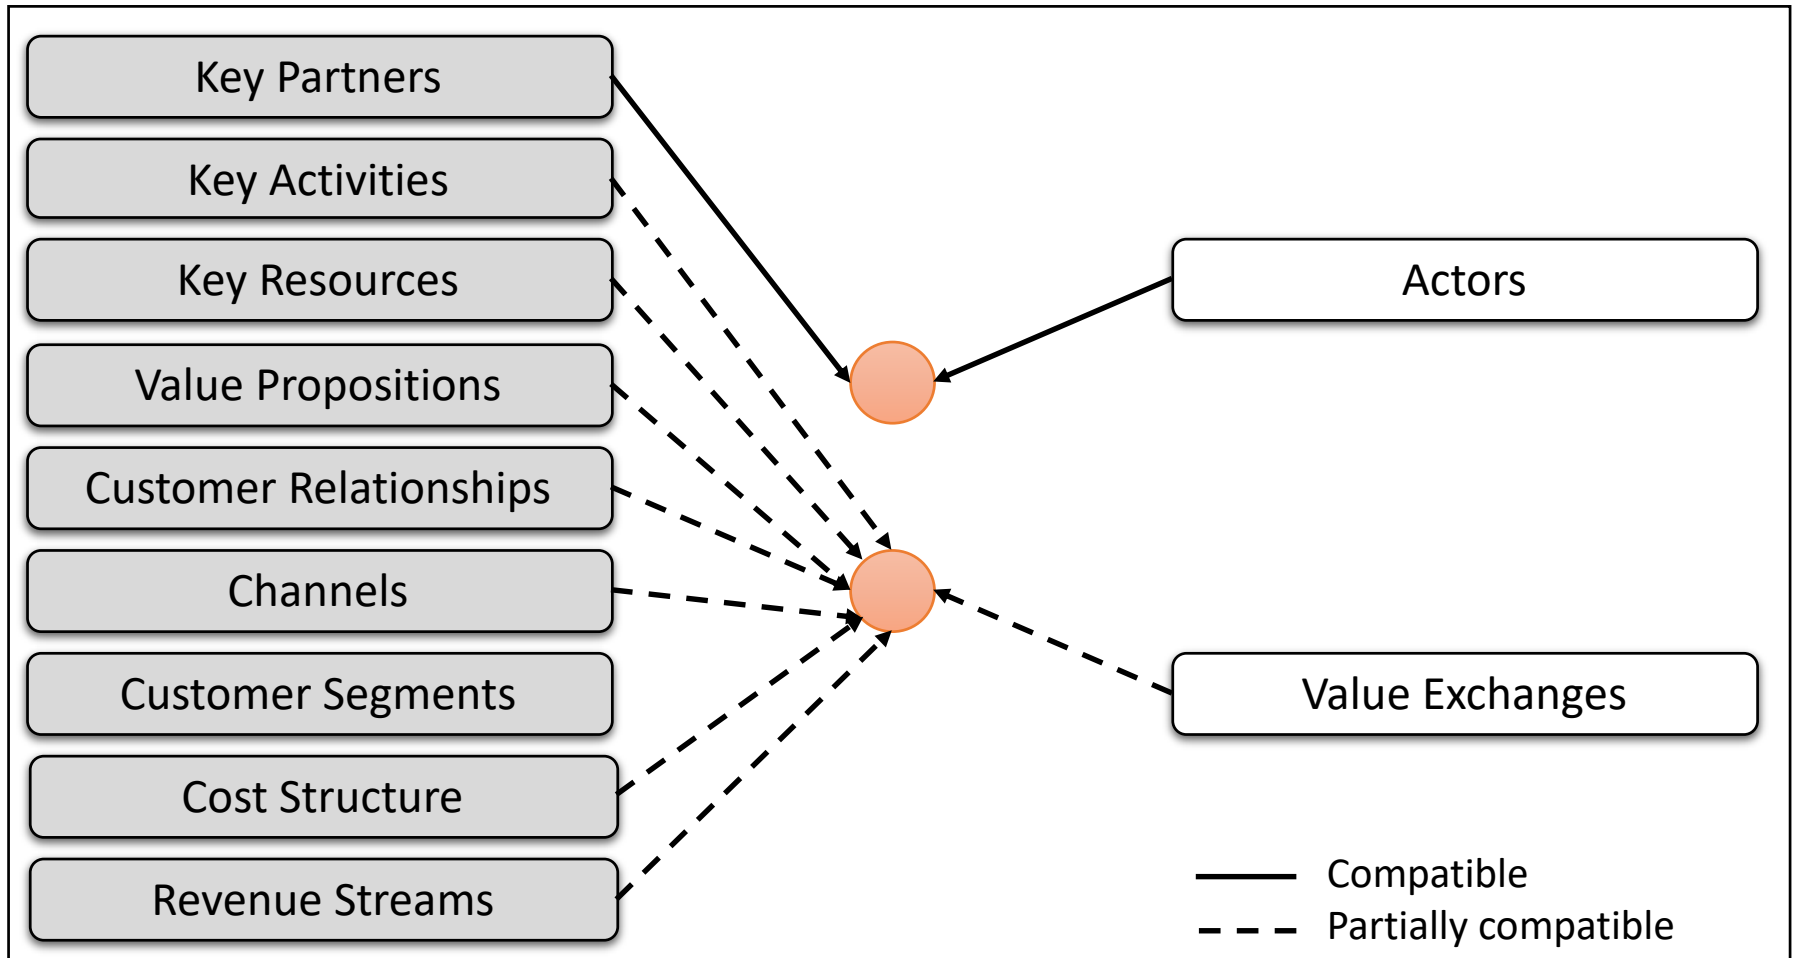 Key Partners
Key Activities
Key Resources
Value Propositions
Customer Relationships
Channels
Customer Segments
Cost Structure
Revenue Streams
Actors
Value Exchanges
Compatible
Partially compatible